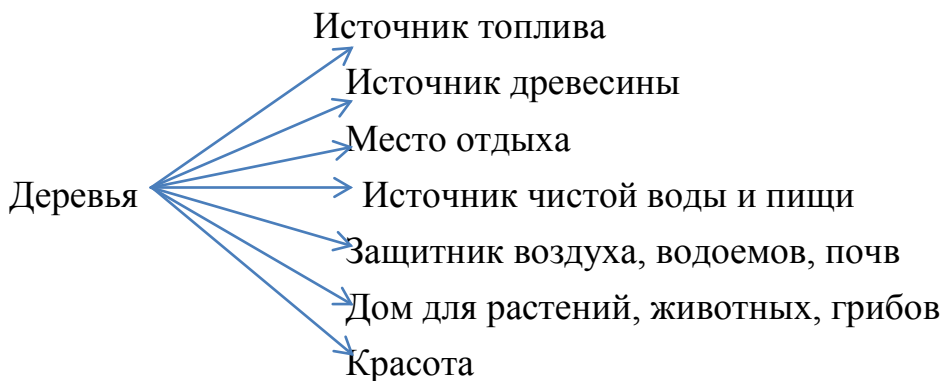 Источник топлива
Источник древесины
Место отдыха
Деревья
Источник чистой воды и пищи
Защитник воздуха, водоемов, почв
Дом для растений, животных, грибов
Красота